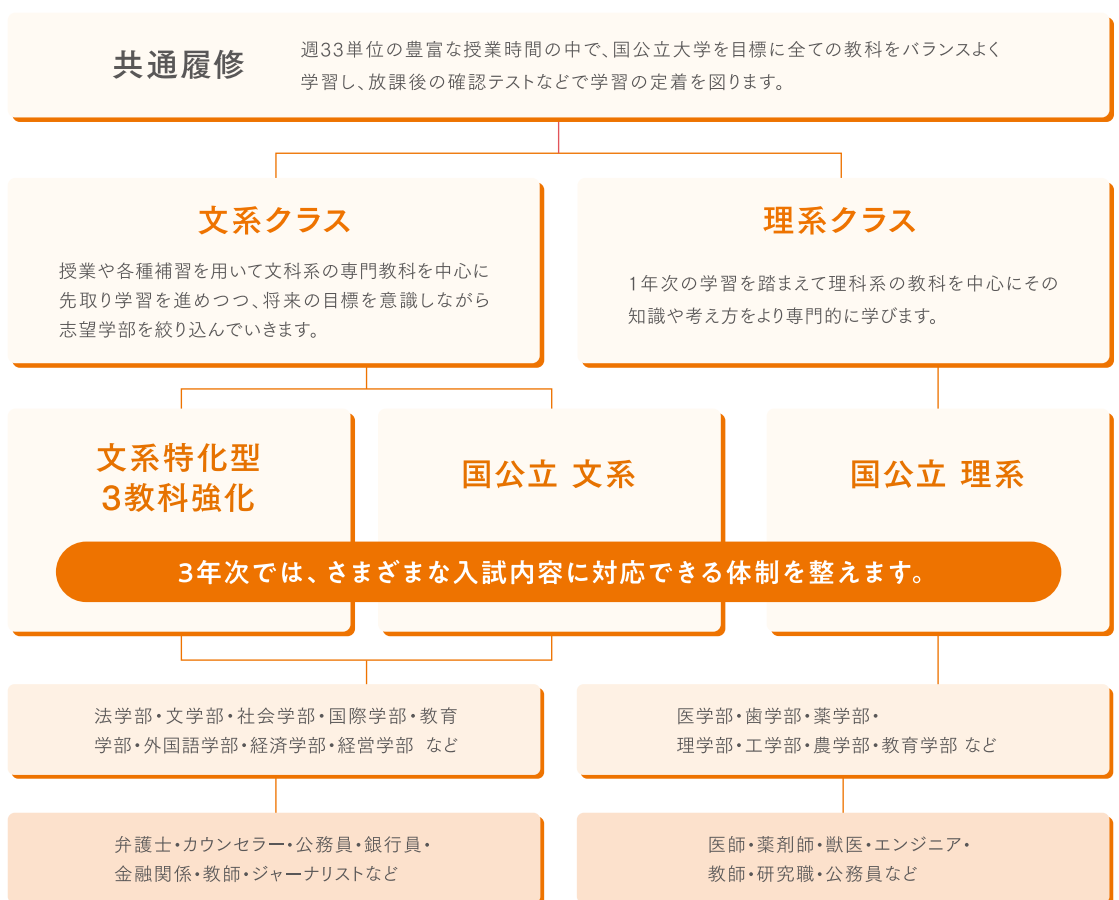 共通履修
週33単位の豊富な授業時間の中で、国公立大学を目標に全ての教科をバランスよく
学習し、放課後の確認テストなどで学習の定着を図ります。
文系クラス
授業や各種補習を用いて文科系の専門教科を中心に
先取り学習を進めつつ、将来の目標を意識しながら
志望学部を絞り込んでいきます。
理系クラス
1年次の学習を踏まえて理科系の教科を中心にその
知識や考え方をより専門的に学びます。
文系特化型
3教科強化
国公立 文系
国公立 理系
3年次では、さまざまな入試内容に対応できる体制を整えます。
法学部・文学部・社会学部・国際学部・教育
学部・外国語学部・経済学部・経営学部 など
医学部・歯学部・薬学部・
理学部・工学部・農学部・教育学部 など
弁護士・カウンセラー・公務員・銀行員・
金融関係・教師・ジャーナリストなど
医師・薬剤師・獣医・エンジニア・
教師・研究職・公務員など